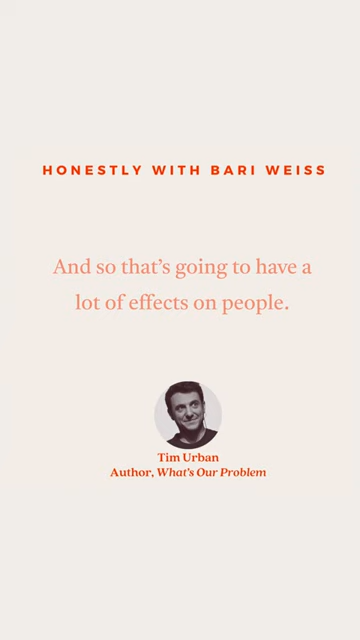 HONESTLY WITH BARI WEISS
And so that's going to have a
lot of effects on people.
Tim Urban
Author, What's Our Problem